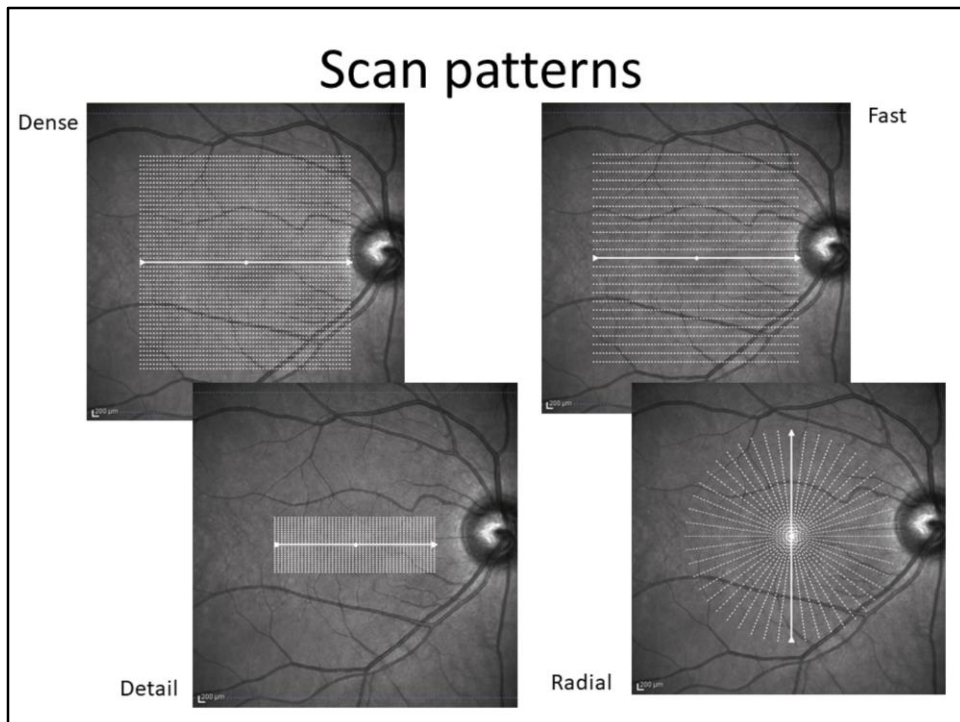 Scan patterns
Dense
Fast
200 µm
200 µm
Detail
200 µm
Radial
200 µm